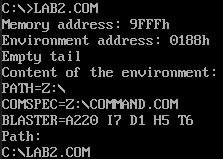 C:\>LAB2.COM
Memory address: 9FFFh
Environment address: 0188h
Empty tail
Content of the environment:
PATH=Z:\
COMSPEC=Z:\COMMAND.COM
BLASTER=A220 I7 D1 H5 T6
Path:
C:\LAB2.COM